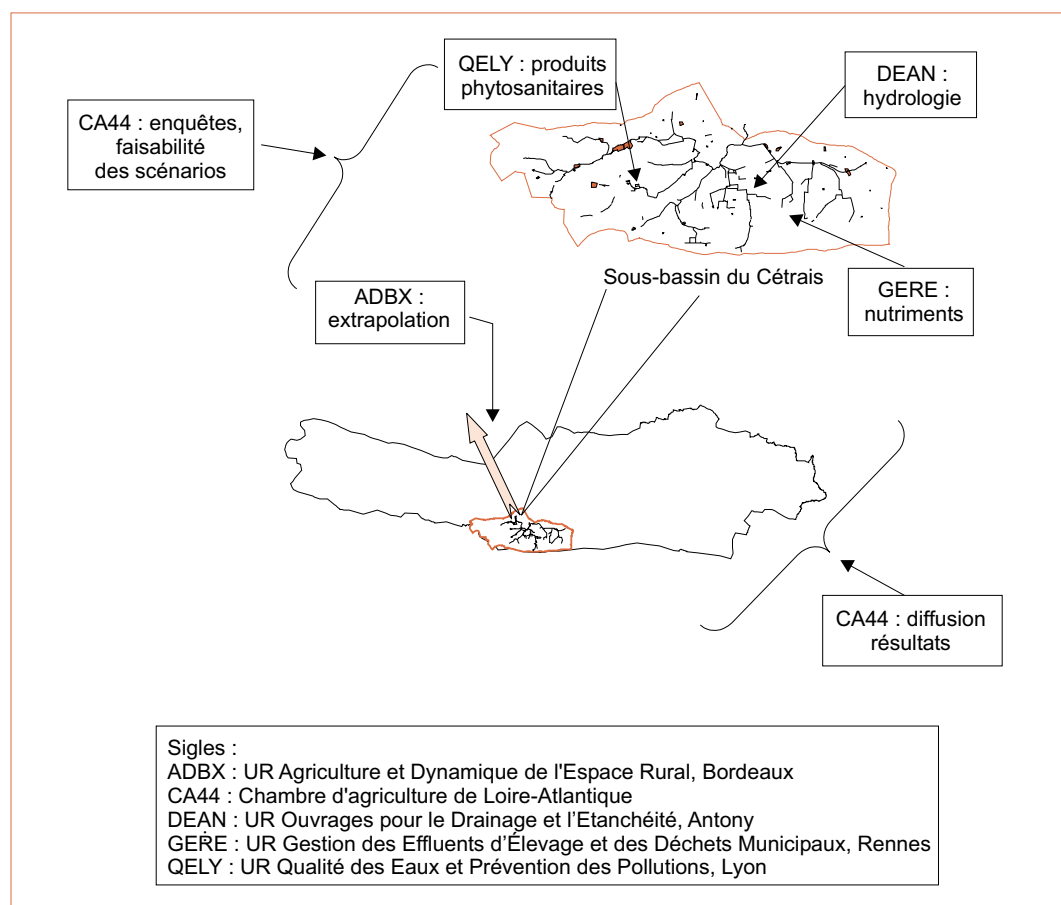 QELY : produits
phytosanitaires
DEAN :
hydrologie
CA44 : enquêtes,
faisabilité
des scénarios
Sous-bassin du Cétrais
ADBX :
extrapolation
GERE :
nutriments
CA44 : diffusion
résultats
Sigles :
ADBX : UR Agriculture et Dynamique de l'Espace Rural, Bordeaux
CA44 : Chambre d'agriculture de Loire-Atlantique
DEAN : UR Ouvrages pour le Drainage et l’Etanchéité, Antony
GERE : UR Gestion des Effluents d’Élevage et des Déchets Municipaux, Rennes
QELY : UR Qualité des Eaux et Prévention des Pollutions, Lyon